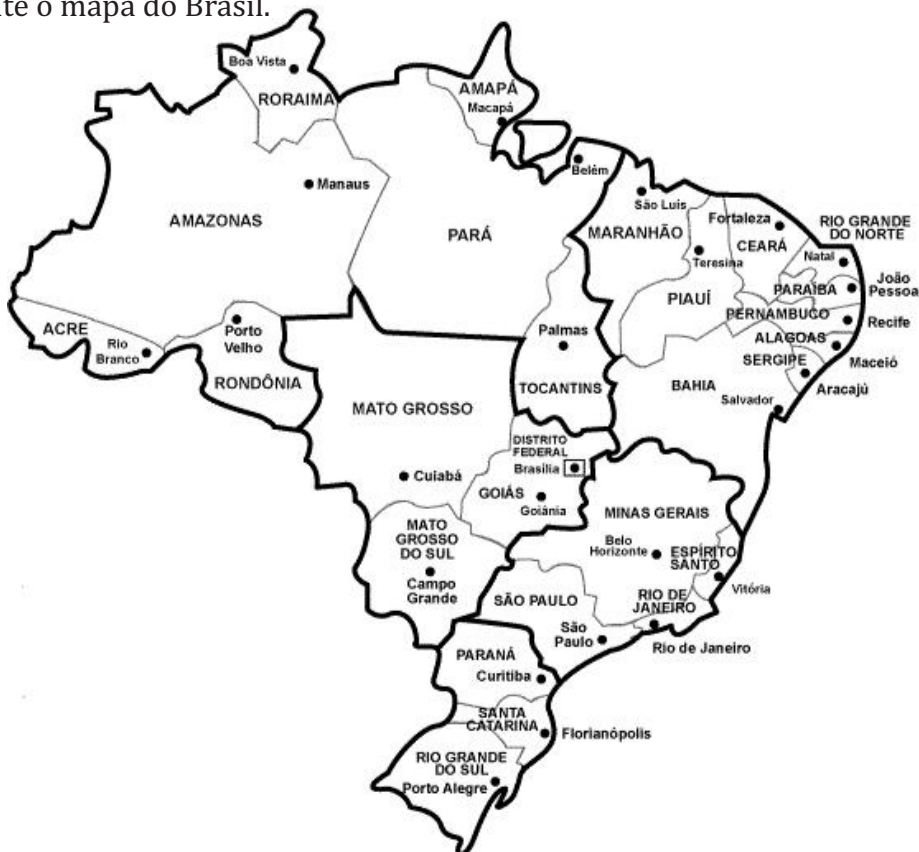 te o mapa do Brasil.
Boa Vista
RORAIMA
AMAPÁ
Macapá
Belém
Manaus
AMAZONAS
PARÁ
São Luis
MARANHÃO
Fortaleza
CEARÁ
RIO GRANDE
DO NORTE
Natal
Teresina
PIAUÍ
PARAÍBA
João
Pessoa
PERNAMBUCO
Recife
ALAGOAS
Maceió
SERGIPE
Aracajú
ACRE
Rio
Branco
Porto
Velho
RONDÔNIA
Palmas
TOCANTINS
BAHIA
Salvador
MATO GROSSO
Cuiabá
DISTRITO
FEDERAL
Brasília
GOIÁS
Goiânia
MINAS GERAIS
Belo
Horizonte
ESPÍRITO
SANTO
Vitória
MATO
GROSSO
DO SUL
Campo
Grande
SÃO PAULO
São
Paulo
RIO DE
JANEIRO
Rio de Janeiro
PARANÁ
Curitiba
SANTA
CATARINA
Florianópolis
RIO GRANDE
DO SUL
Porto Alegre